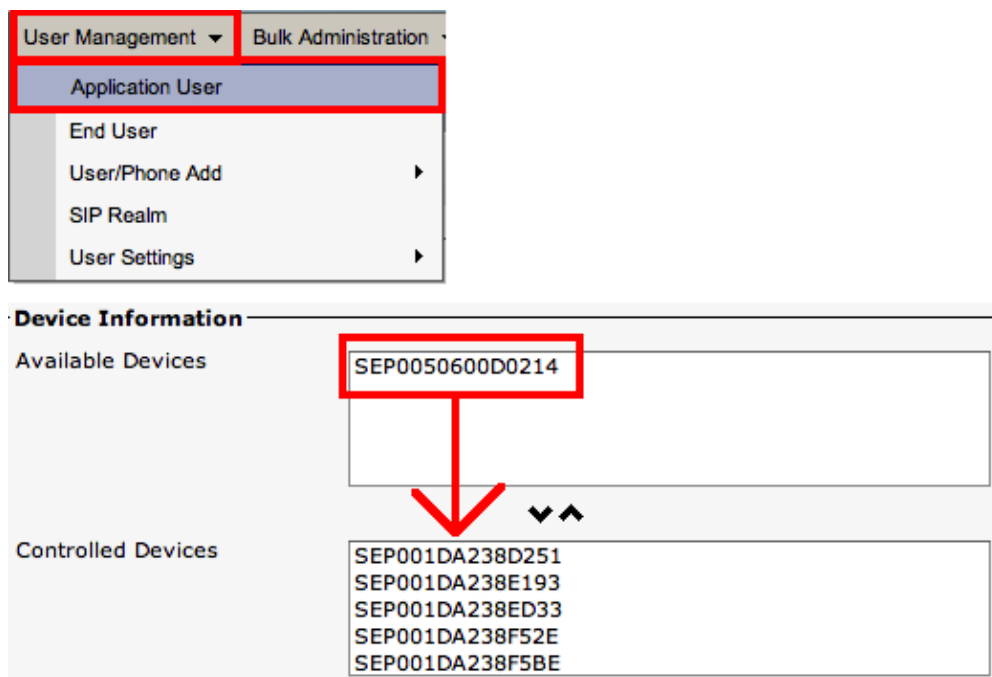 User Management Bulk Administration
Application User
End User
User/Phone Add
SIP Realm
User Settings
Device Information
Available Devices
SEP0050600D0214
Controlled Devices
SEP001DA238D251
SEP001DA238E193
SEP001DA238ED33
SEP001DA238F52E
SEP001DA238F5BE